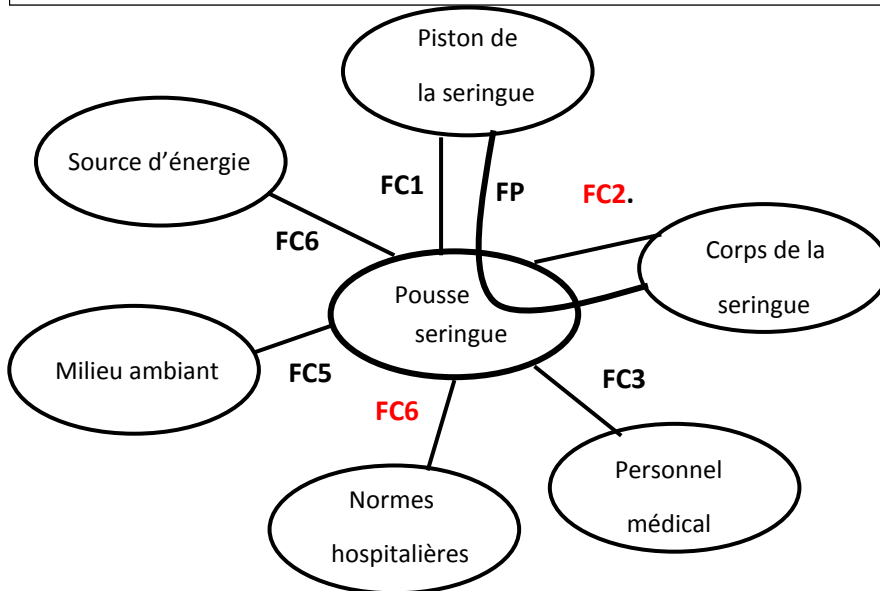 Piston de
la seringue
Source d'énergie
FC1
FP
FC2.
FC6
Corps de la
seringue
Pousse
seringue
Milieu ambiant
FC5
FC3
FC6
Personnel
médical
Normes
hospitalières